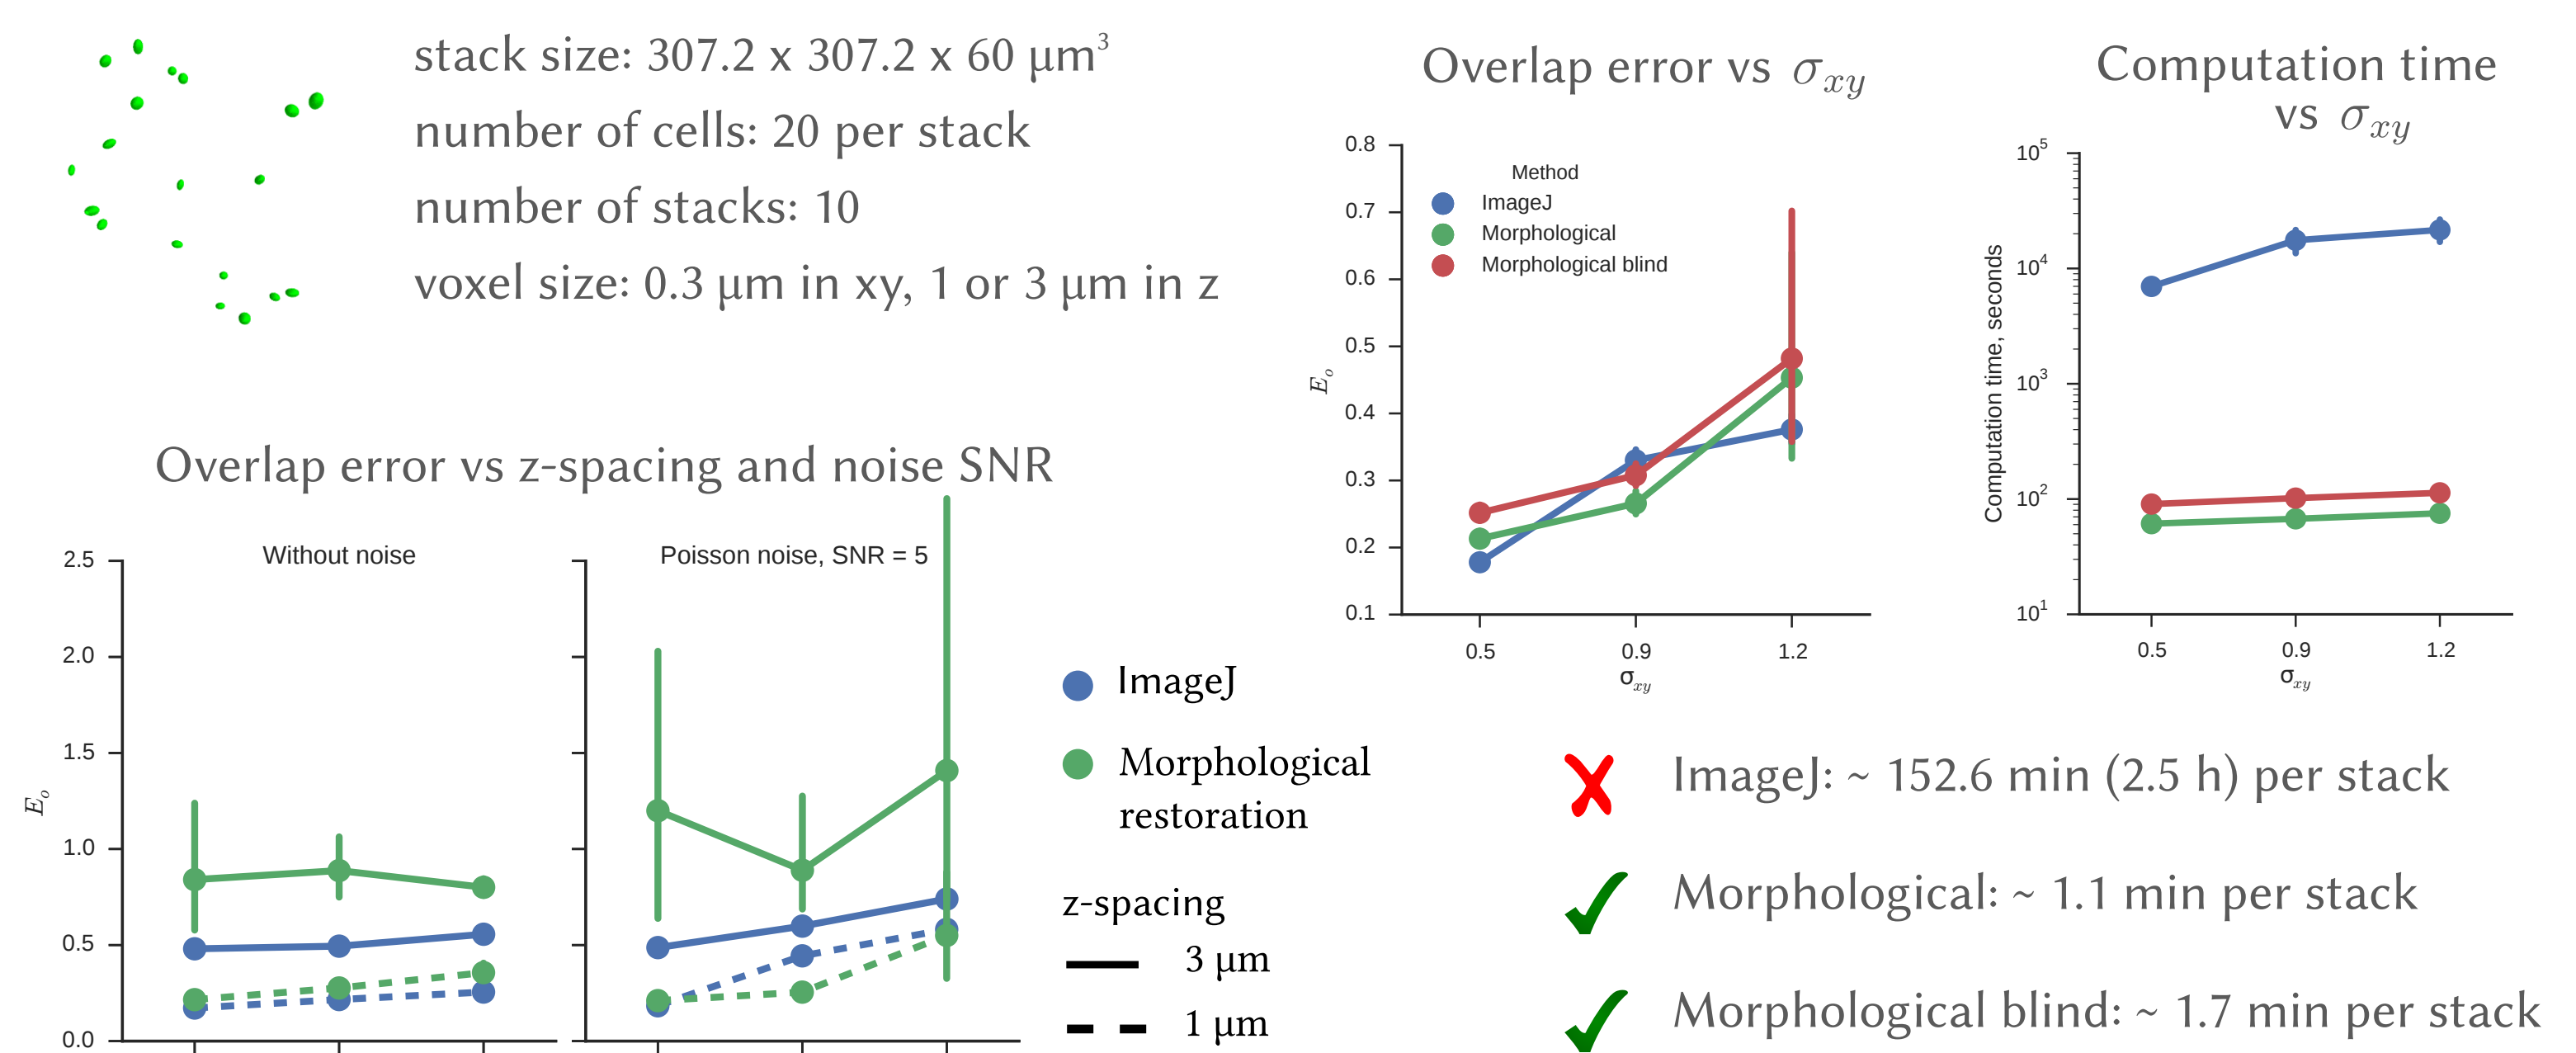 stack size: 307.2 x 307.2 x 60 µm³
number of cells: 20 per stack
number of stacks: 10
voxel size: 0.3 µm in xy, 1 or 3 µm in z
Overlap error vs z-spacing and noise SNR
Without noise
Poisson noise, SNR = 5
2.5
2.0
1.5
1.0
0.5
0.0
Eₒ
ImageJ
Morphological
restoration
z-spacing
3 µm
1 µm
Overlap error vs σxy
0.8
0.7
0.6
0.5
0.4
0.3
0.2
0.1
Eₒ
Method
ImageJ
Morphological
Morphological blind
0.5 0.9 1.2
σxy
Computation time
vs σxy
10⁵
10⁴
10³
10²
10¹
Computation time, seconds
0.5 0.9 1.2
σxy
ImageJ: ~ 152.6 min (2.5 h) per stack
Morphological: ~ 1.1 min per stack
Morphological blind: ~ 1.7 min per stack